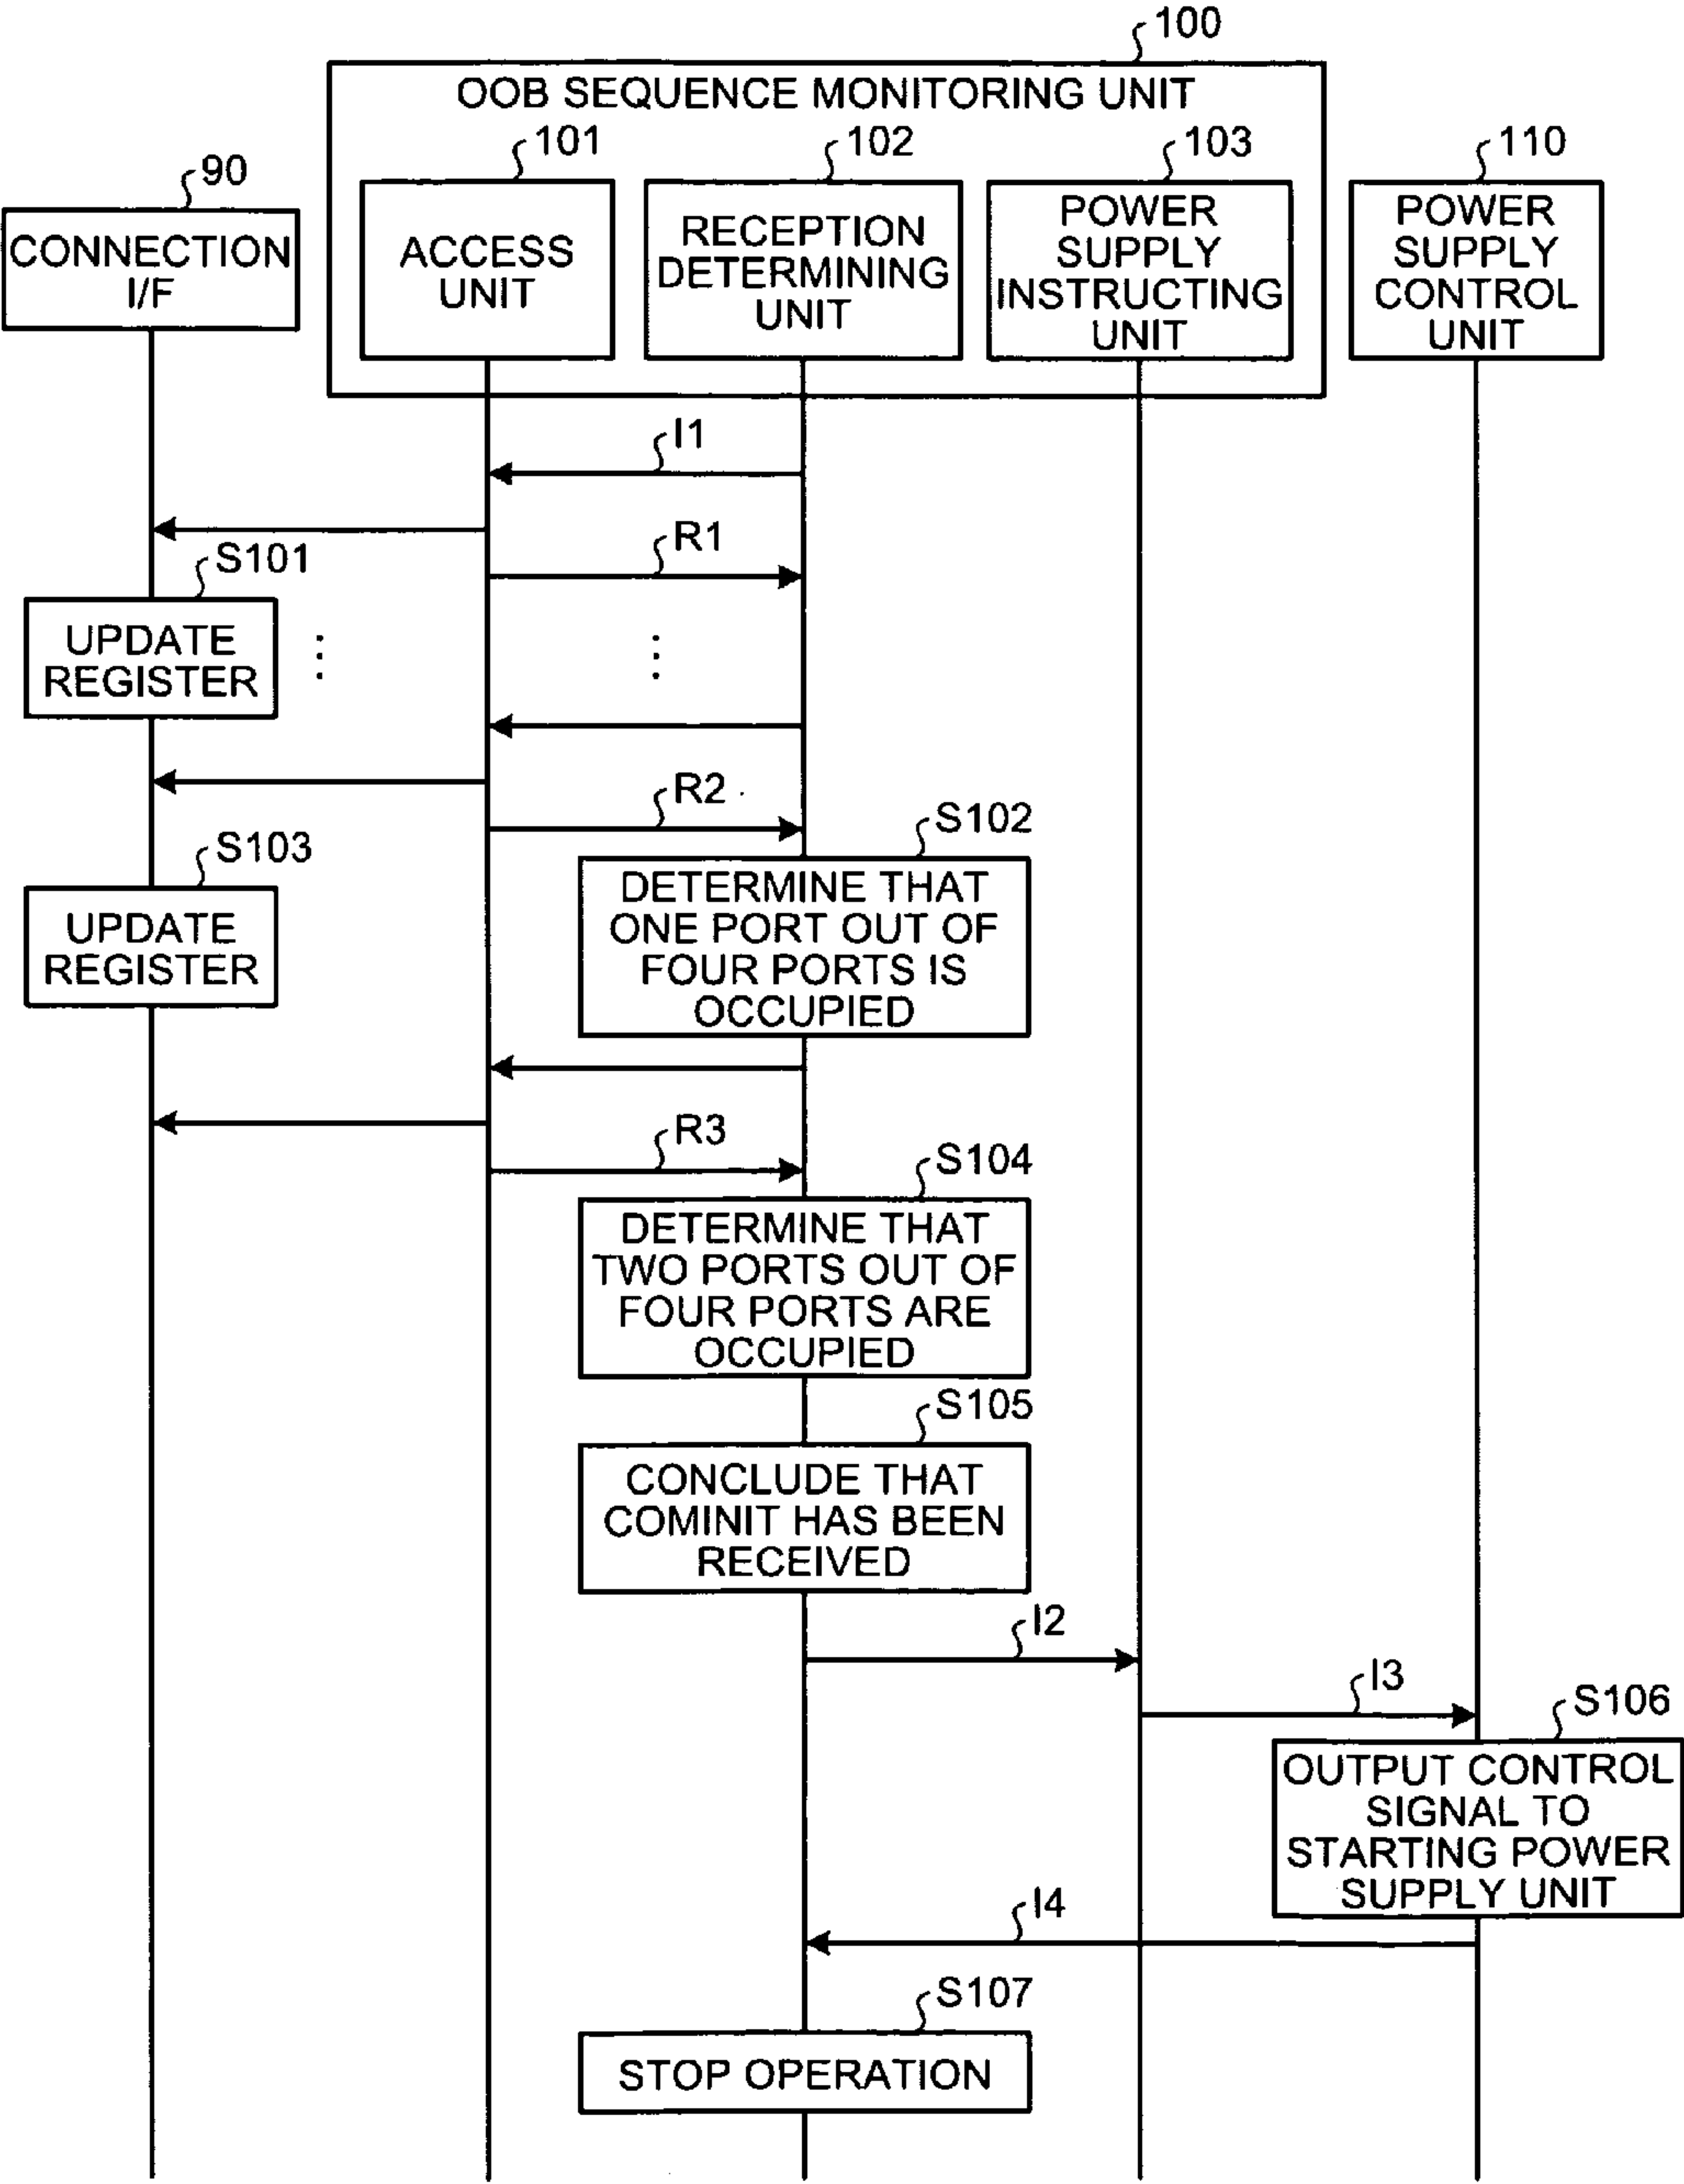 100
OOB SEQUENCE MONITORING UNIT
101
102
103
110
90
CONNECTION
I/F
ACCESS
UNIT
RECEPTION
DETERMINING
UNIT
POWER
SUPPLY
INSTRUCTING
UNIT
POWER
SUPPLY
CONTROL
UNIT
I1
R1
S101
UPDATE
REGISTER
R2
S102
DETERMINE THAT
ONE PORT OUT OF
FOUR PORTS IS
OCCUPIED
S103
UPDATE
REGISTER
R3
S104
DETERMINE THAT
TWO PORTS OUT OF
FOUR PORTS ARE
OCCUPIED
S105
CONCLUDE THAT
COMINIT HAS BEEN
RECEIVED
I2
I3
S106
OUTPUT CONTROL
SIGNAL TO
STARTING POWER
SUPPLY UNIT
I4
S107
STOP OPERATION